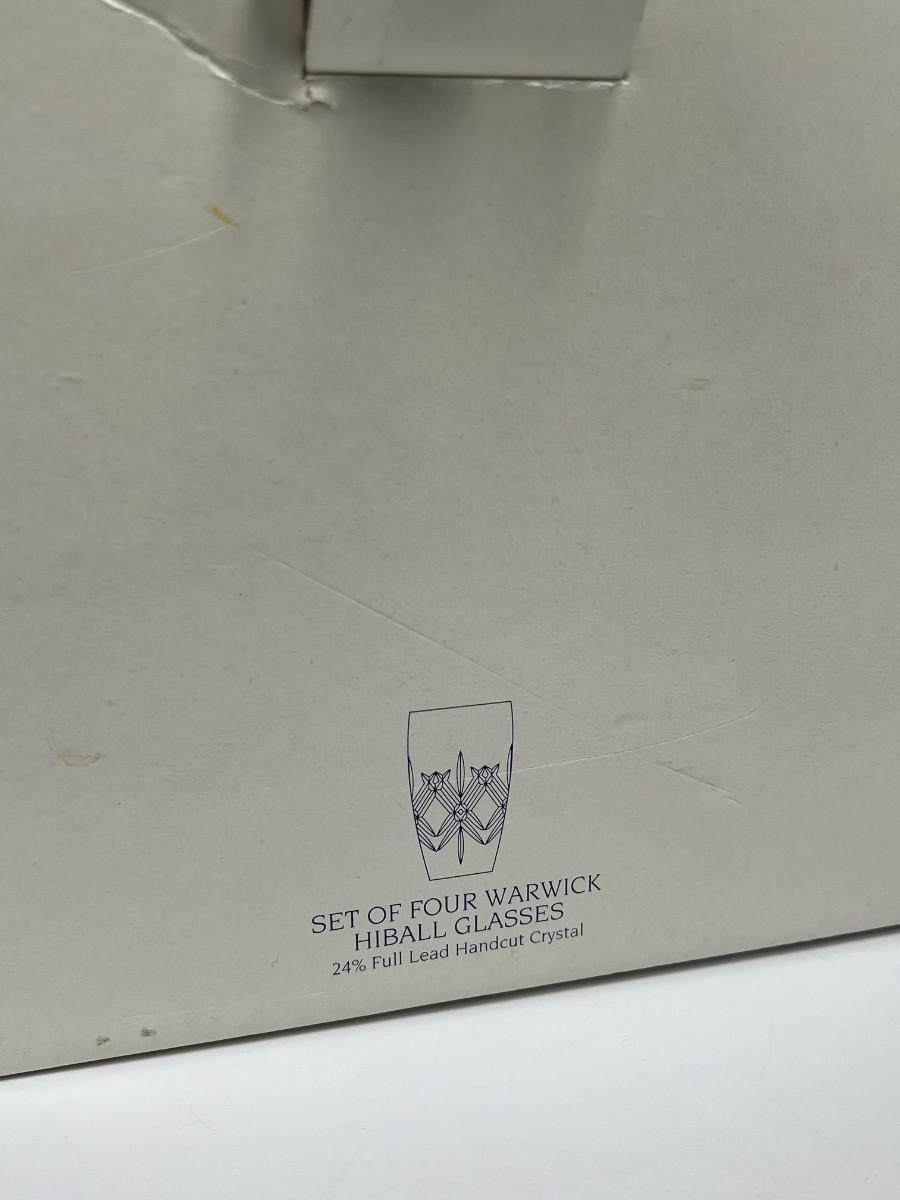 SET OF FOUR WARWICK
HIBALL GLASSES
24% Full Lead Handcut Crystal